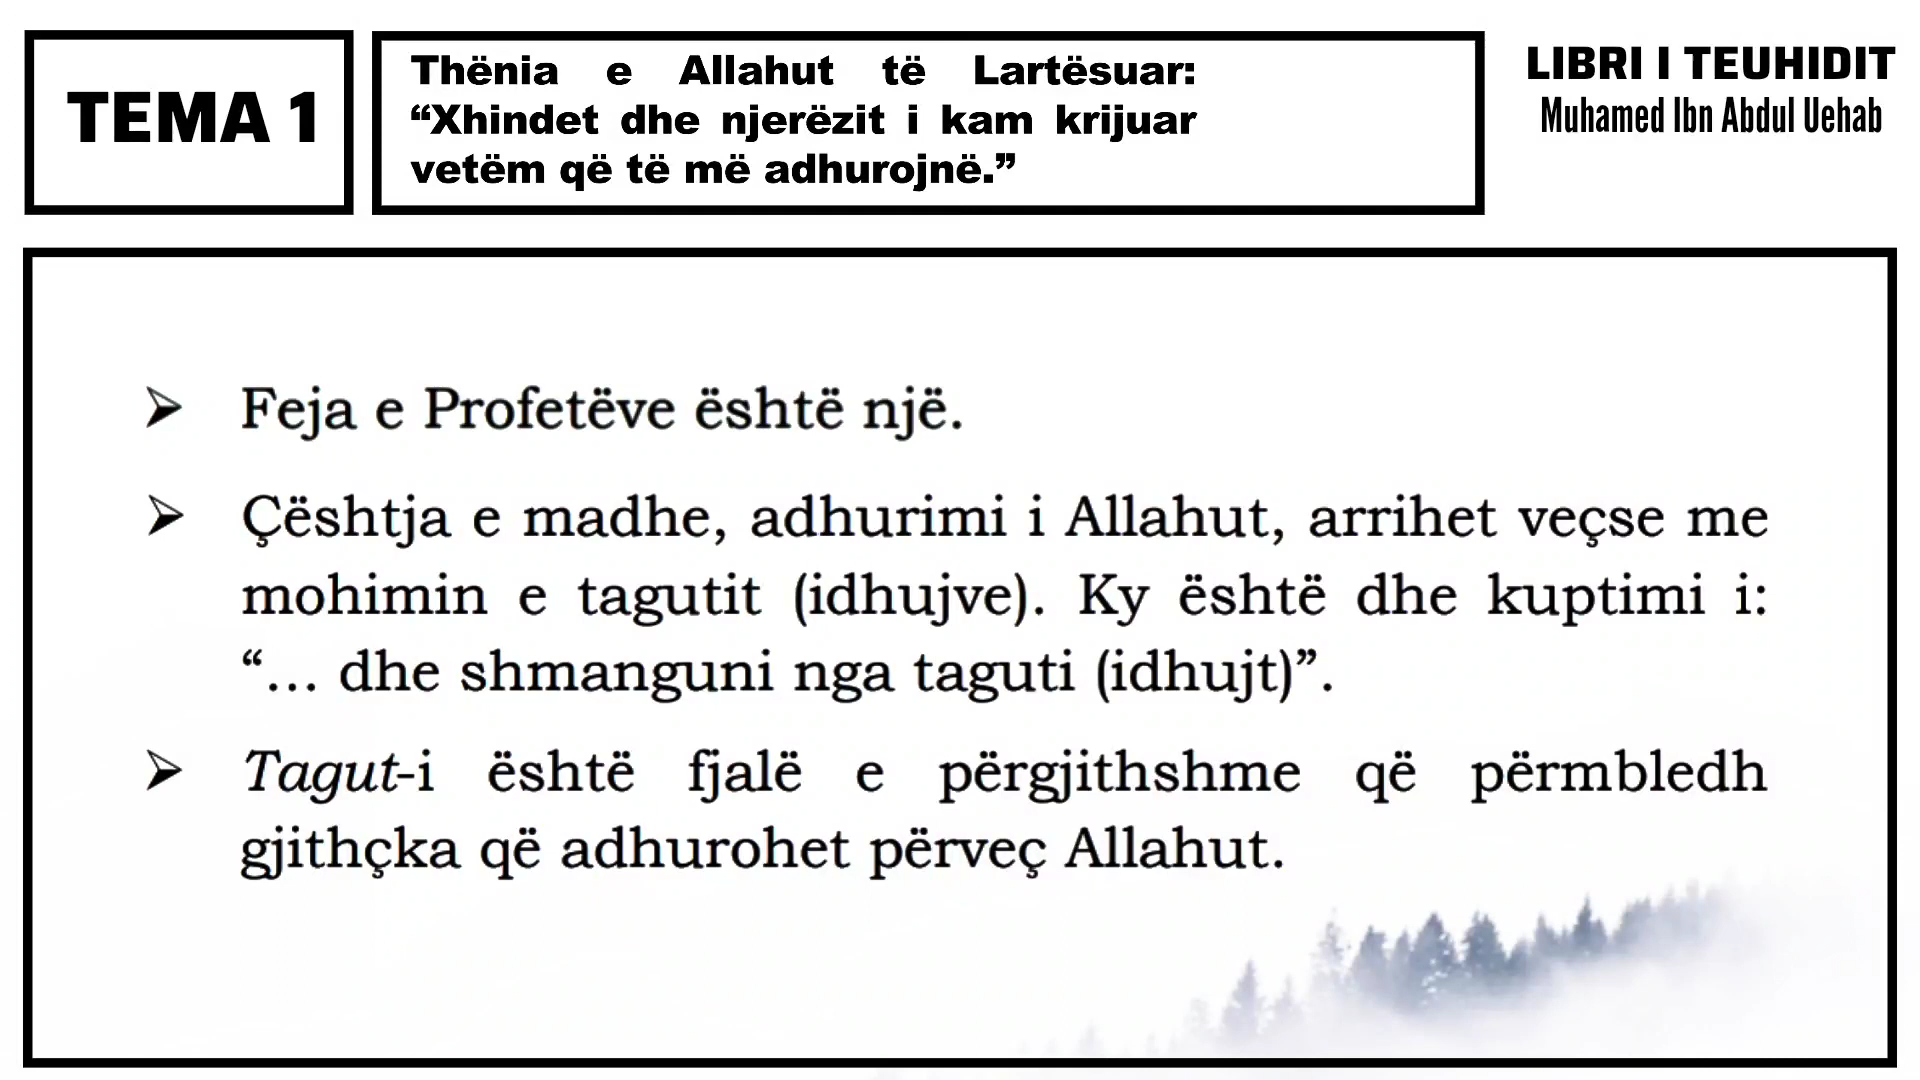 TEMA 1
Thënia e Allahut të Lartësuar:
“Xhindet dhe njerëzit i kam krijuar
vetëm që të më adhurojnë.”
LIBRI I TEUHIDIT
Muhamed Ibn Abdul Uehab
➢ Feja e Profetëve është një.
➢ Çështja e madhe, adhurimi i Allahut, arrihet veçse me
mohimin e tagutit (idhujve). Ky është dhe kuptimi i:
“… dhe shmanguni nga taguti (idhujt)”.
➢ Tagut-i është fjalë e përgjithshme që përmbledh
gjithçka që adhurohet përveç Allahut.